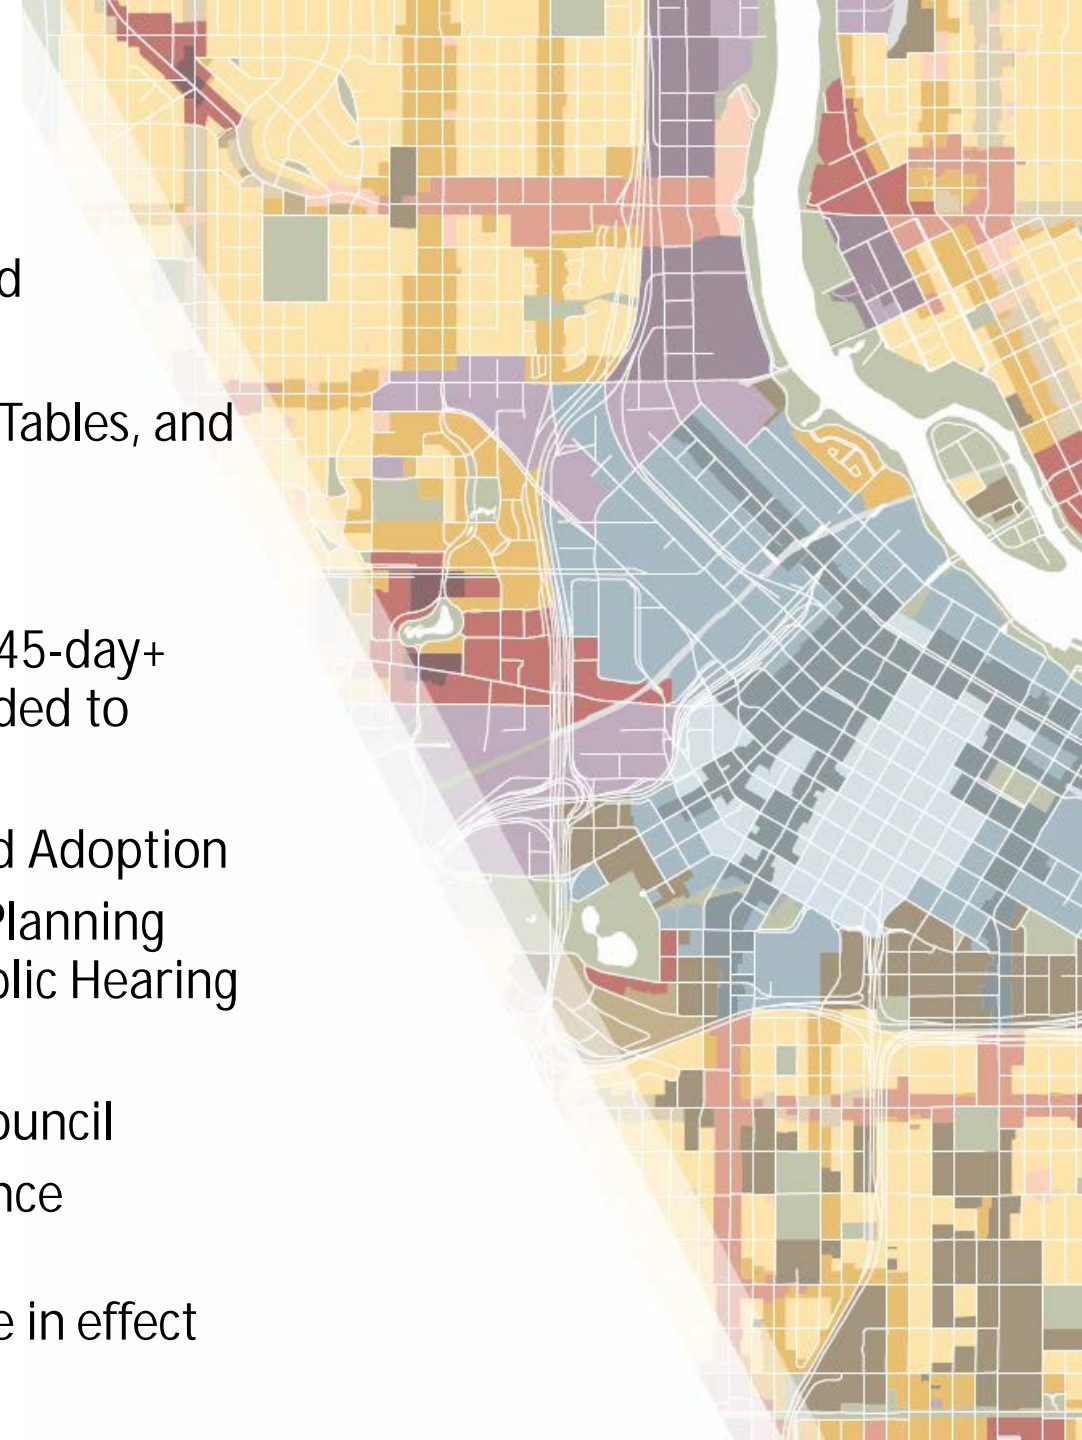 d
Tables, and
45-day+
ded to
d Adoption
Planning
blic Hearing
ouncil
nce
e in effect